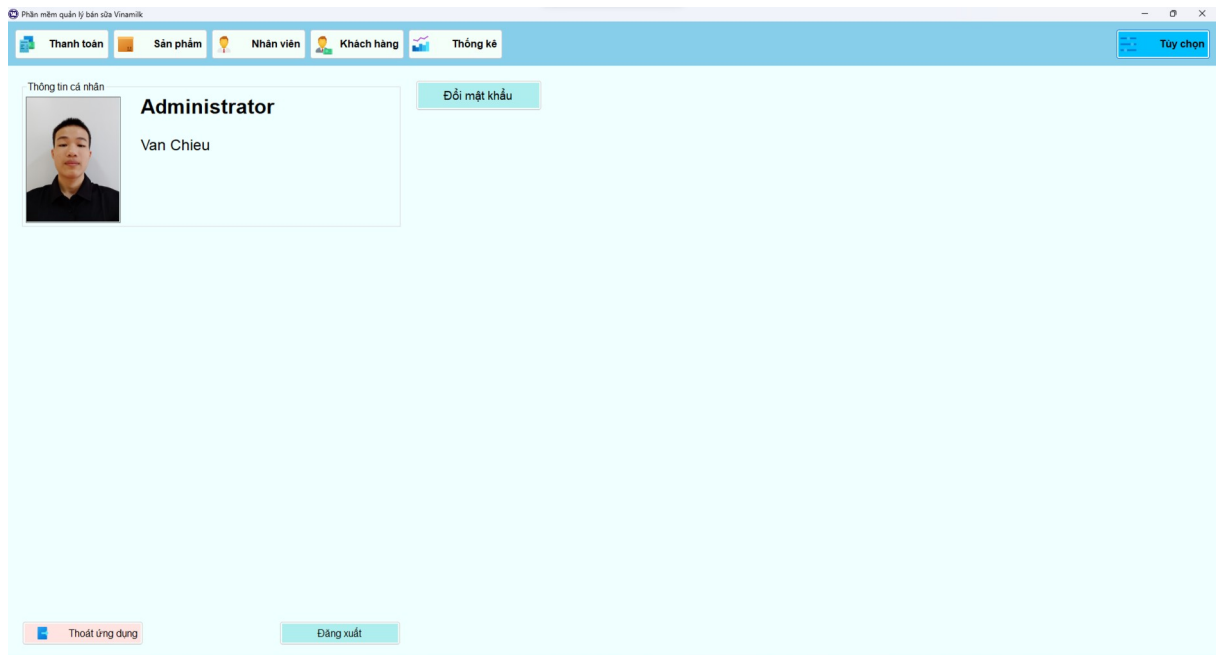 Phần mềm quản lý bán sữa Vinamilk
Thanh toán Sản phẩm Nhân viên Khách hàng Thống kê Tùy chọn
Thông tin cá nhân
Administrator
Van Chieu
Đổi mật khẩu
Thoát ứng dụng Đăng xuất